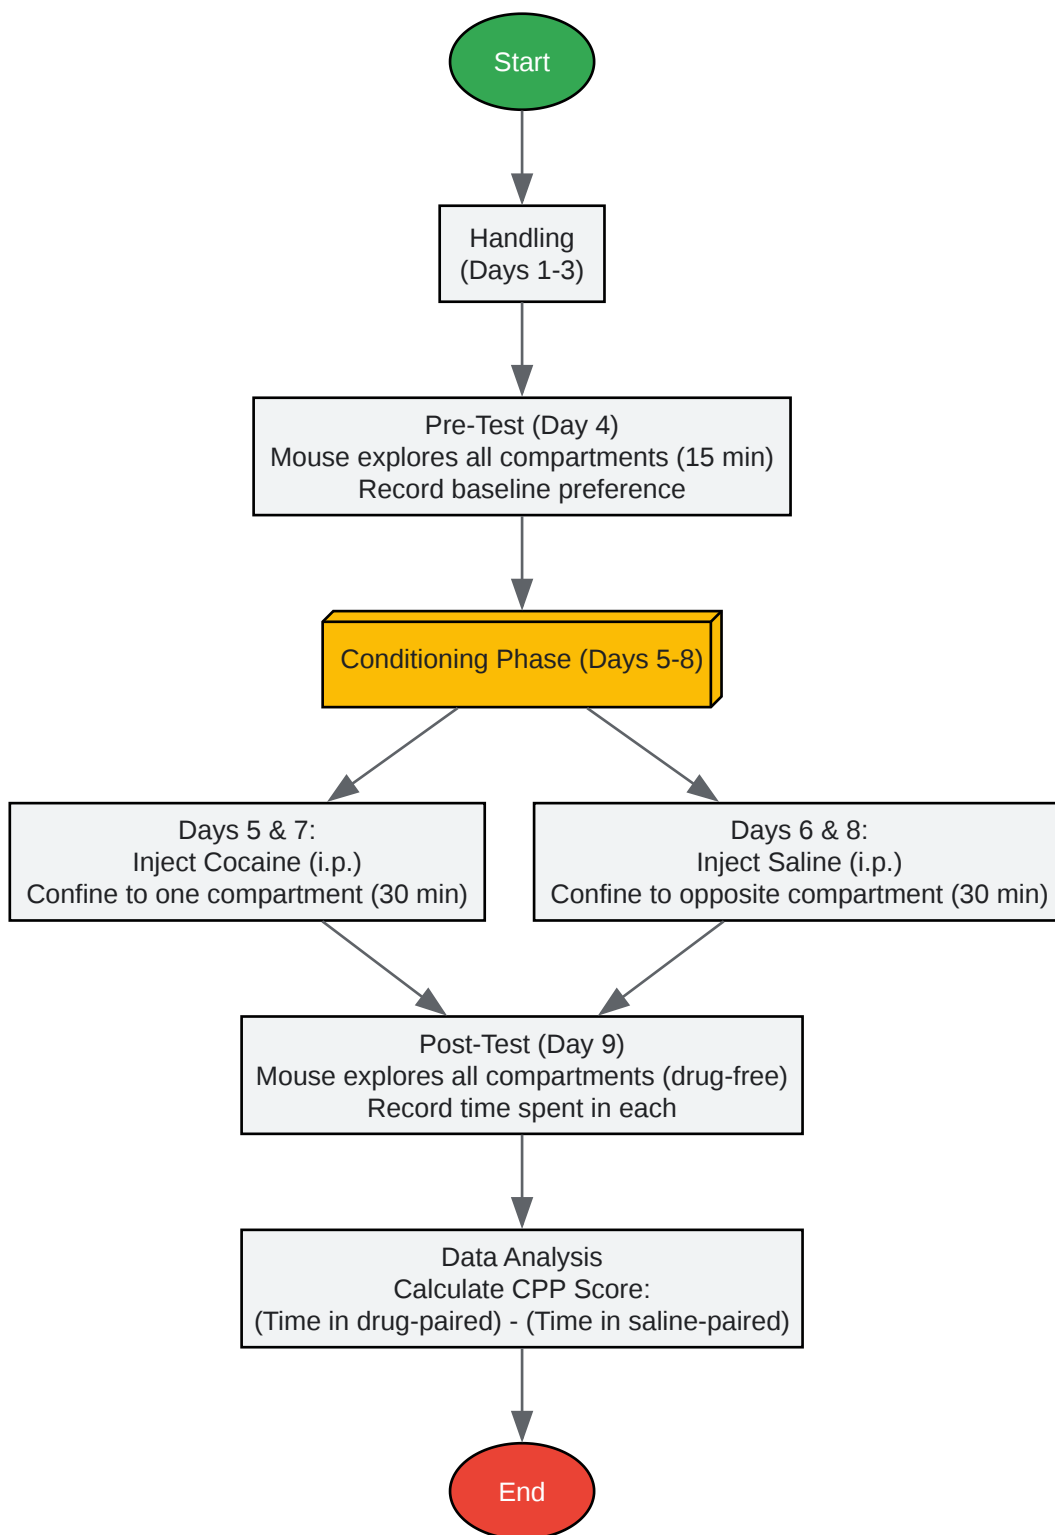 Start
Handling
(Days 1-3)
Pre-Test (Day 4)
Mouse explores all compartments (15 min)
Record baseline preference
Conditioning Phase (Days 5-8)
Days 5 & 7:
Inject Cocaine (i.p.)
Confine to one compartment (30 min)
Days 6 & 8:
Inject Saline (i.p.)
Confine to opposite compartment (30 min)
Post-Test (Day 9)
Mouse explores all compartments (drug-free)
Record time spent in each
Data Analysis
Calculate CPP Score:
(Time in drug-paired) - (Time in saline-paired)
End